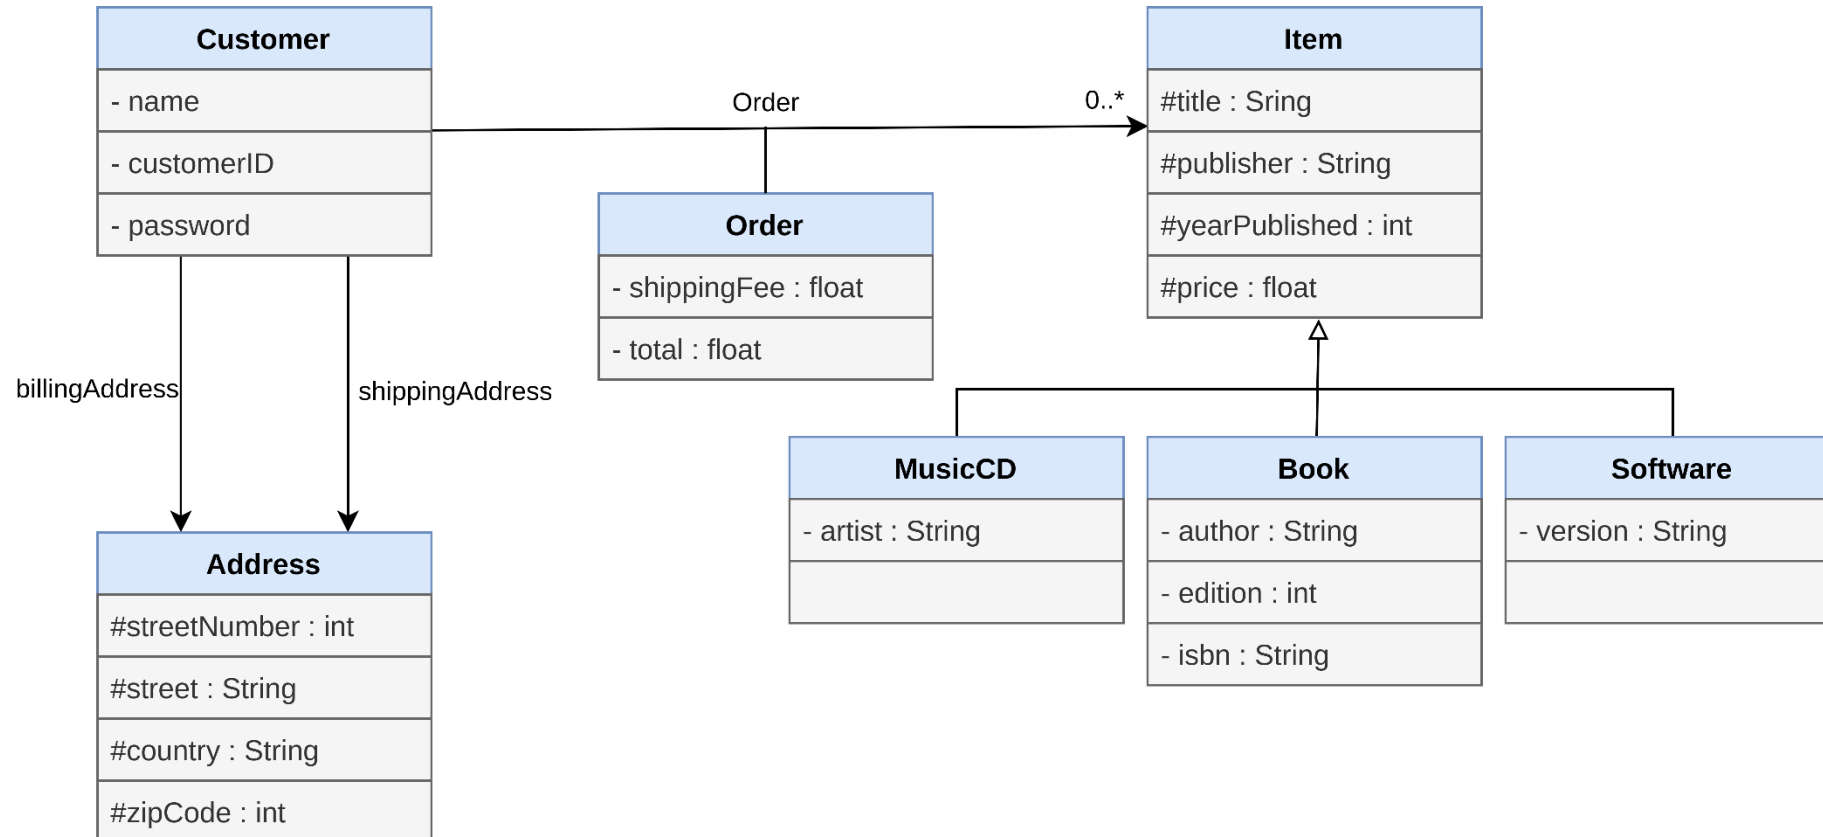 Customer
- name
- customerID
- password
Order
0..*
Item
#title : Sring
#publisher : String
#yearPublished : int
#price : float
Order
- shippingFee : float
- total : float
billingAddress
shippingAddress
MusicCD
- artist : String
Book
- author : String
- edition : int
- isbn : String
Software
- version : String
Address
#streetNumber : int
#street : String
#country : String
#zipCode : int